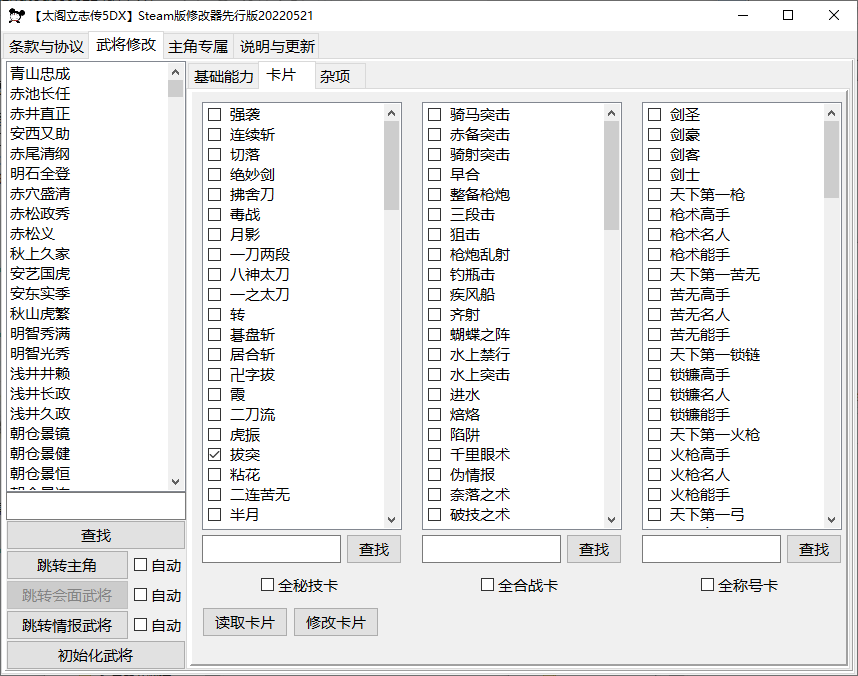 【太阁立志传5DX】Steam版修改器先行版20220521
条款与协议 武将修改 主角专属 说明与更新
青山忠成
赤池长任
赤井直正
安西又助
赤尾清纲
明石全登
赤穴盛清
赤松政秀
赤松义
秋上久家
安艺国虎
安东实季
秋山虎繁
明智秀满
明智光秀
浅井井赖
浅井长政
浅井久政
朝仓景镜
朝仓景健
朝仓景恒
查找
跳转主角 自动
跳转会面武将 自动
跳转情报武将 自动
初始化武将
基础能力 卡片 杂项
强袭
连续斩
切落
绝妙剑
拂舍刀
毒战
月影
一刀两段
八神太刀
一之太刀
转
碁盘斩
居合斩
卍字拔
霞
二刀流
虎振
拔突
粘花
二连苦无
半月
查找
全秘技卡
骑马突击
赤备突击
骑射突击
早合
整备枪炮
三段击
狙击
枪炮乱射
钓瓶击
疾风船
齐射
蝴蝶之阵
水上禁行
水上突击
进水
焙烙
陷阱
千里眼术
伪情报
奈落之术
破技之术
查找
全合战卡
剑圣
剑豪
剑客
剑士
天下第一枪
枪术高手
枪术名人
枪术能手
天下第一苦无
苦无高手
苦无名人
苦无能手
天下第一锁链
锁镰高手
锁镰名人
锁镰能手
天下第一火枪
火枪高手
火枪名人
火枪能手
天下第一弓
查找
全称号卡
读取卡片 修改卡片